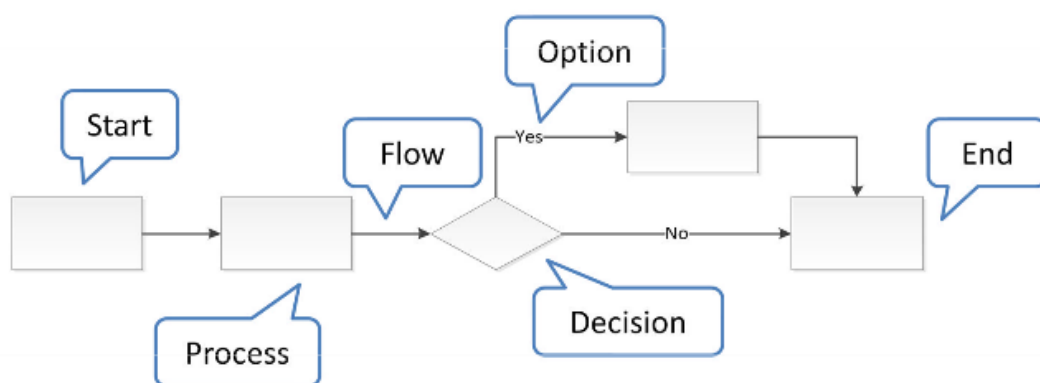 Option
Start
Yes
Flow
End
No
Decision
Process